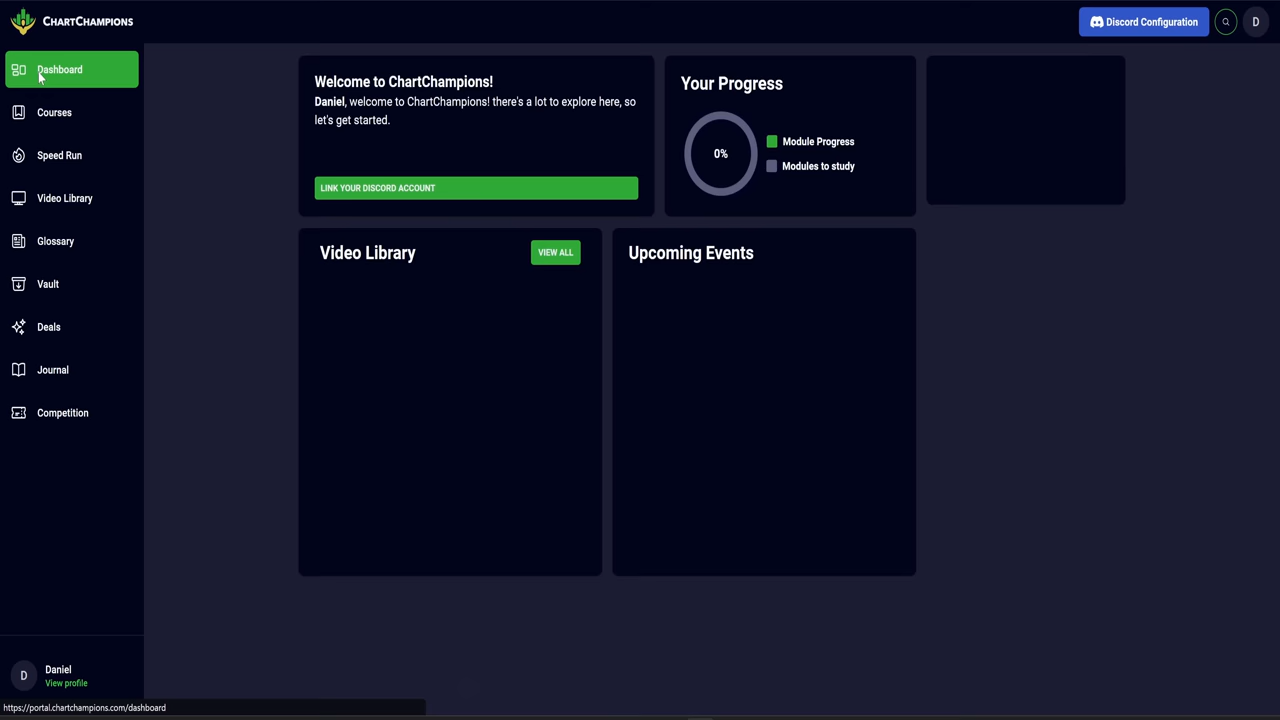 ChartChampions
Discord Configuration
D
Dashboard
Courses
Speed Run
Video Library
Glossary
Vault
Deals
Journal
Competition
Welcome to ChartChampions!
Daniel, welcome to ChartChampions! there's a lot to explore here, so
let's get started.
LINK YOUR DISCORD ACCOUNT
Your Progress
0%
Module Progress
Modules to study
Video Library
VIEW ALL
Upcoming Events
D
Daniel
View profile
https://portal.chartchampions.com/dashboard